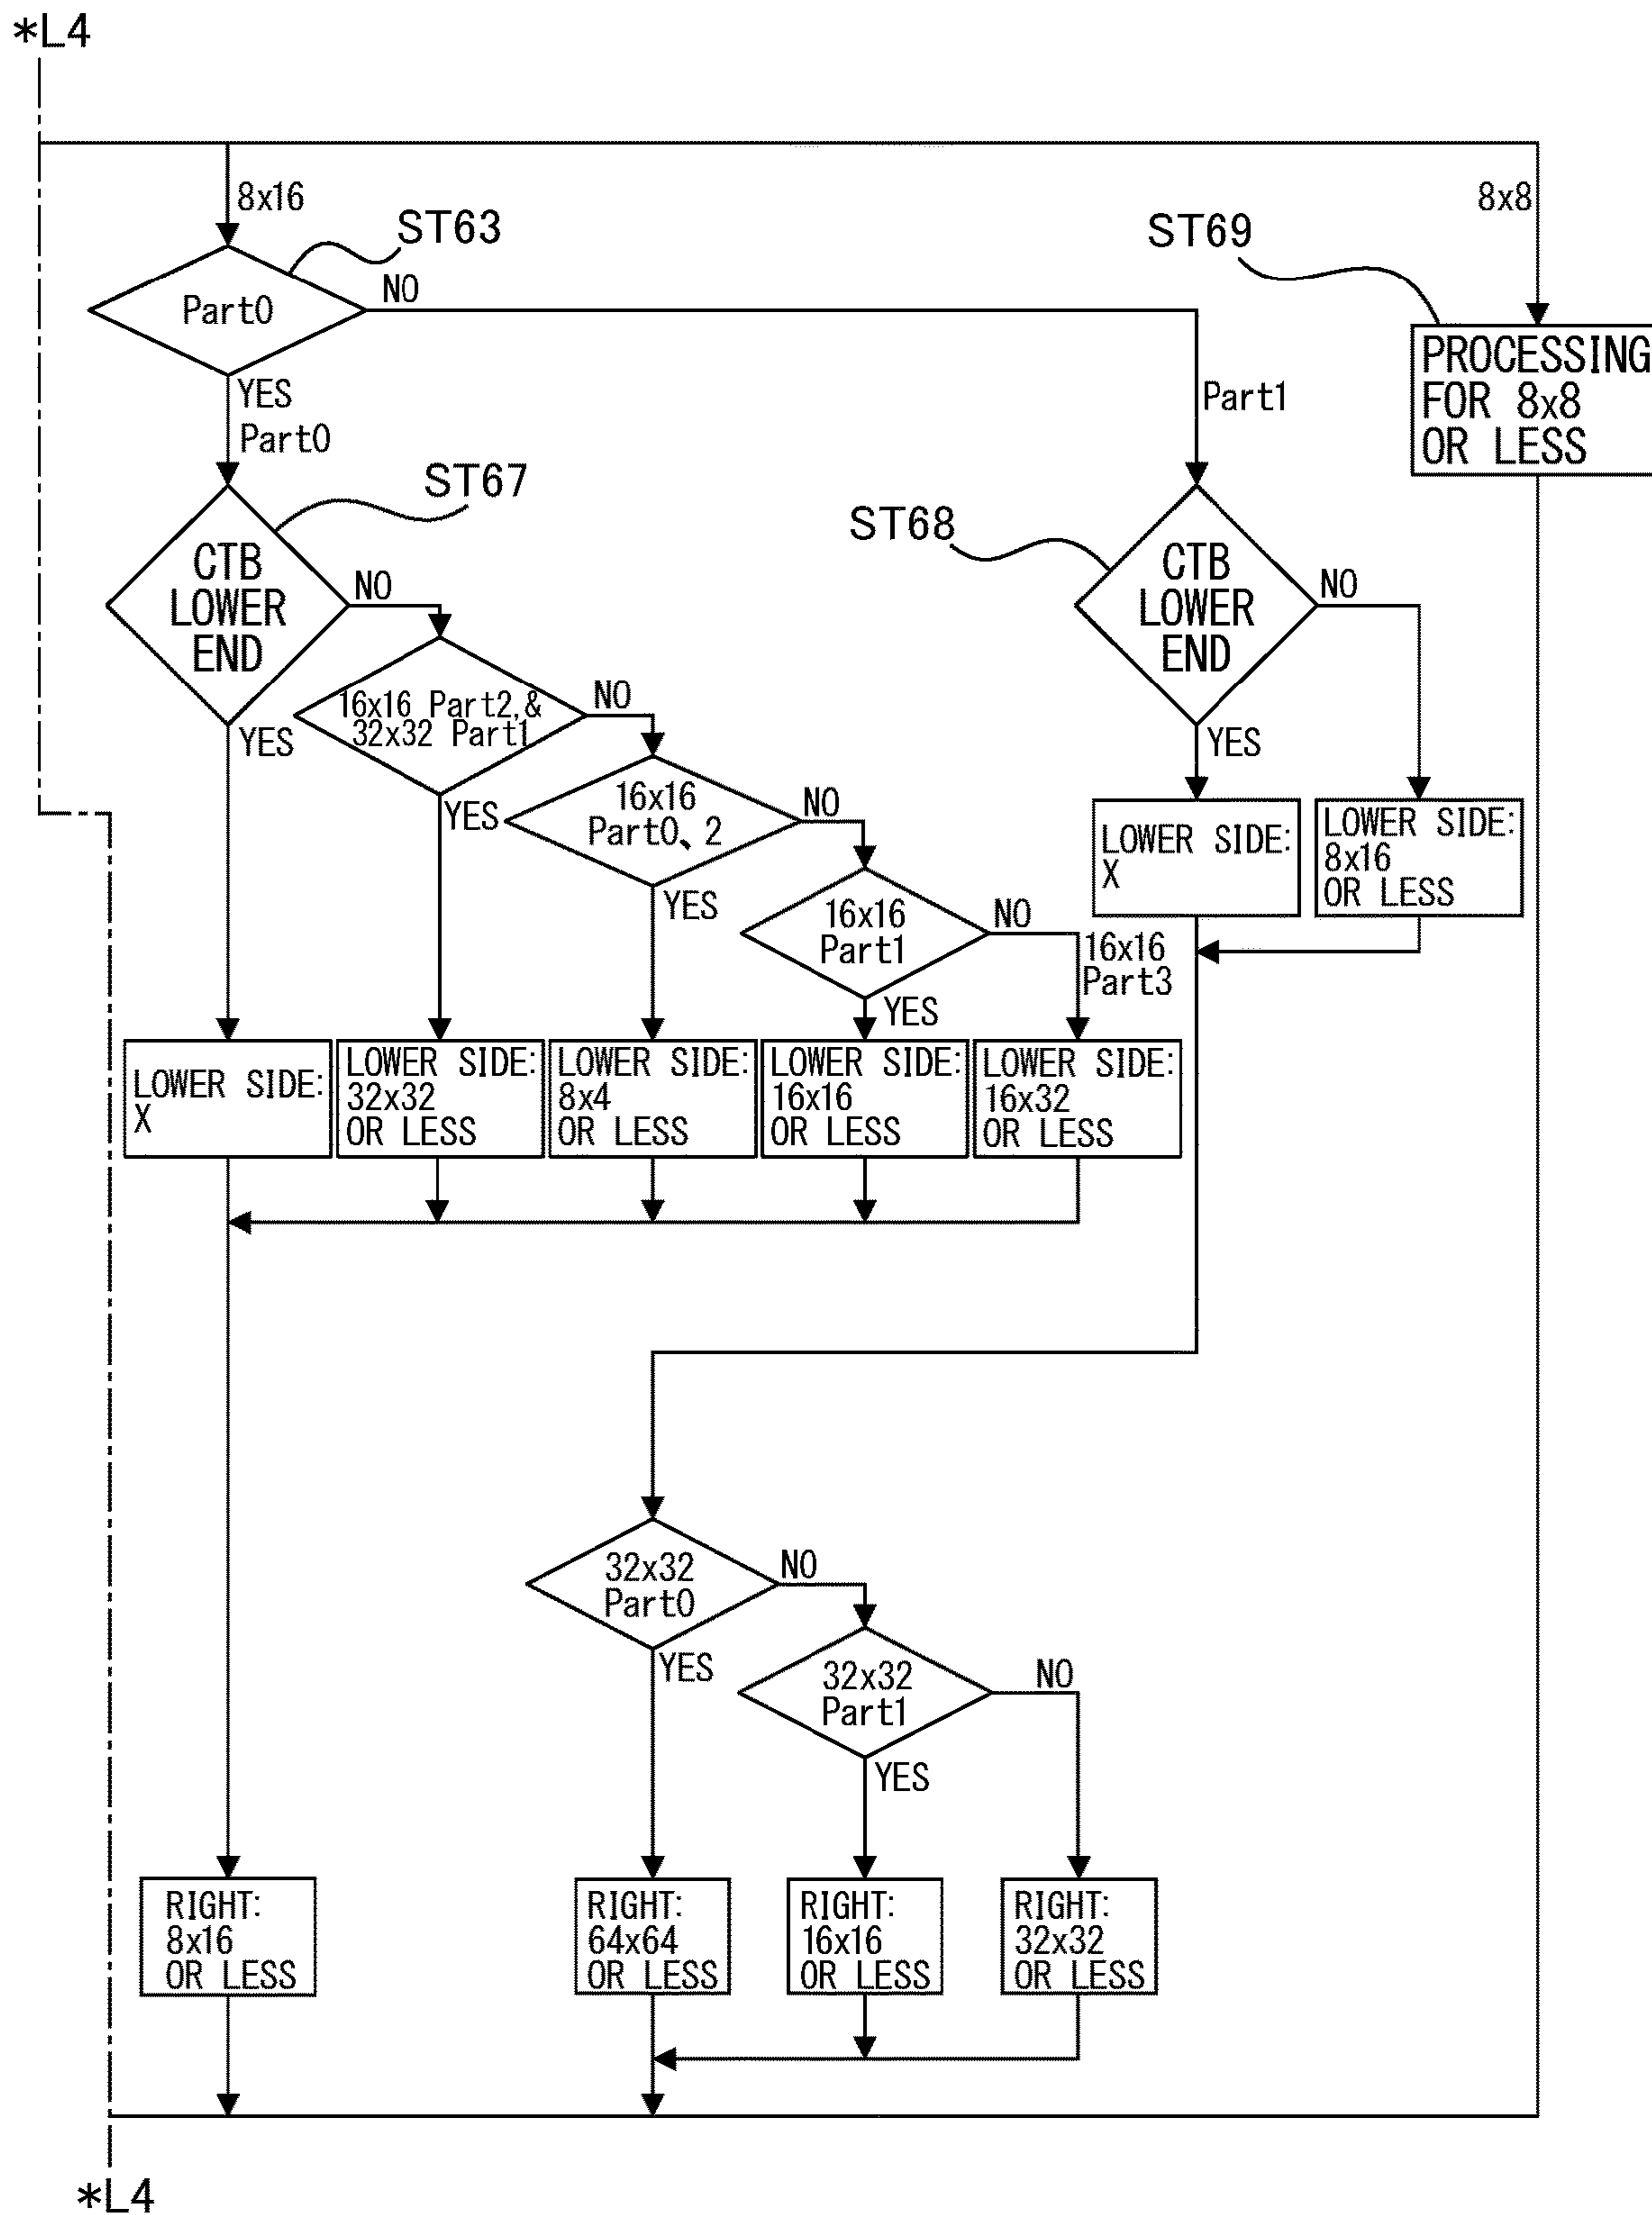 *L4
8x16
8x8
ST63
ST69
Part0
NO
YES
Part0
Part1
PROCESSING
FOR 8x8
OR LESS
ST67
ST68
CTB
LOWER
END
NO
YES
CTB
LOWER
END
NO
YES
16x16 Part2,&
32x32 Part1
NO
YES
16x16
Part0、2
NO
YES
16x16
Part1
NO
YES
16x16
Part3
LOWER SIDE:
X
LOWER SIDE:
8x16
OR LESS
LOWER SIDE:
X
LOWER SIDE:
32x32
OR LESS
LOWER SIDE:
8x4
OR LESS
LOWER SIDE:
16x16
OR LESS
LOWER SIDE:
16x32
OR LESS
32x32
Part0
NO
YES
32x32
Part1
NO
YES
RIGHT:
8x16
OR LESS
RIGHT:
64x64
OR LESS
RIGHT:
16x16
OR LESS
RIGHT:
32x32
OR LESS
*L4